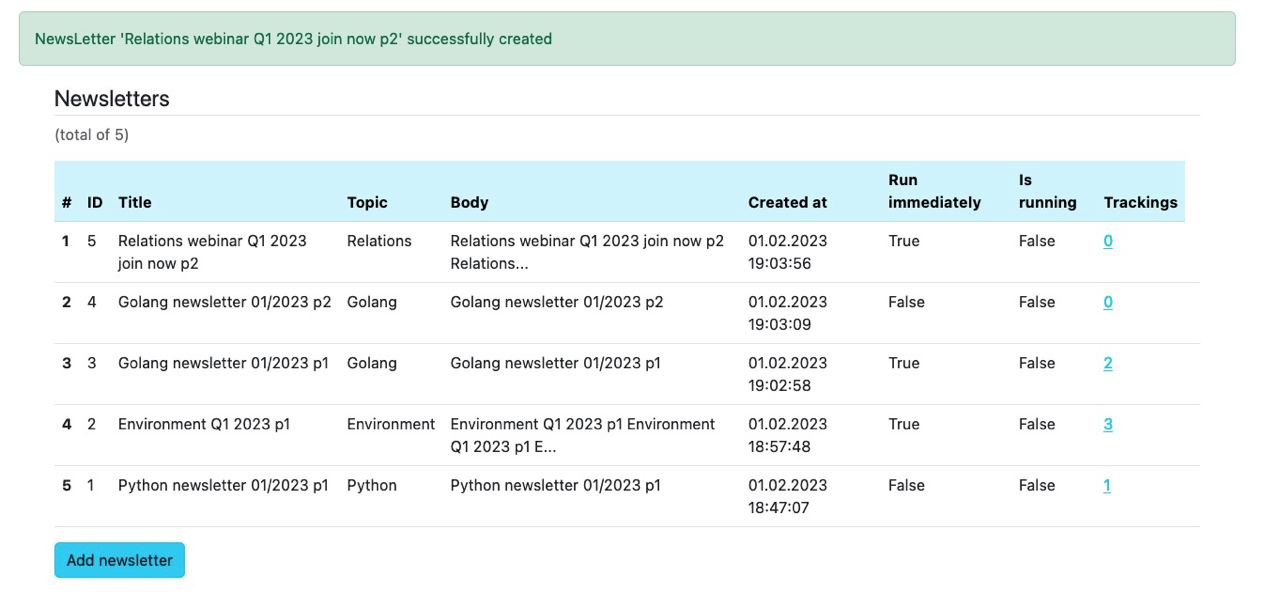 NewsLetter 'Relations webinar Q1 2023 join now p2' successfully created
Newsletters
(total of 5)
# ID Title Topic Body Created at Run immediately Is running Trackings
1 5 Relations webinar Q1 2023 Relations Relations webinar Q1 2023 join now p2 01.02.2023 True False 0
join now p2 Relations... 19:03:56
2 4 Golang newsletter 01/2023 p2 Golang Golang newsletter 01/2023 p2 01.02.2023 False False 0
19:03:09
3 3 Golang newsletter 01/2023 p1 Golang Golang newsletter 01/2023 p1 01.02.2023 True False 2
19:02:58
4 2 Environment Q1 2023 p1 Environment Environment Q1 2023 p1 Environment 01.02.2023 True False 3
Q1 2023 p1 E... 18:57:48
5 1 Python newsletter 01/2023 p1 Python Python newsletter 01/2023 p1 01.02.2023 False False 1
18:47:07
Add newsletter